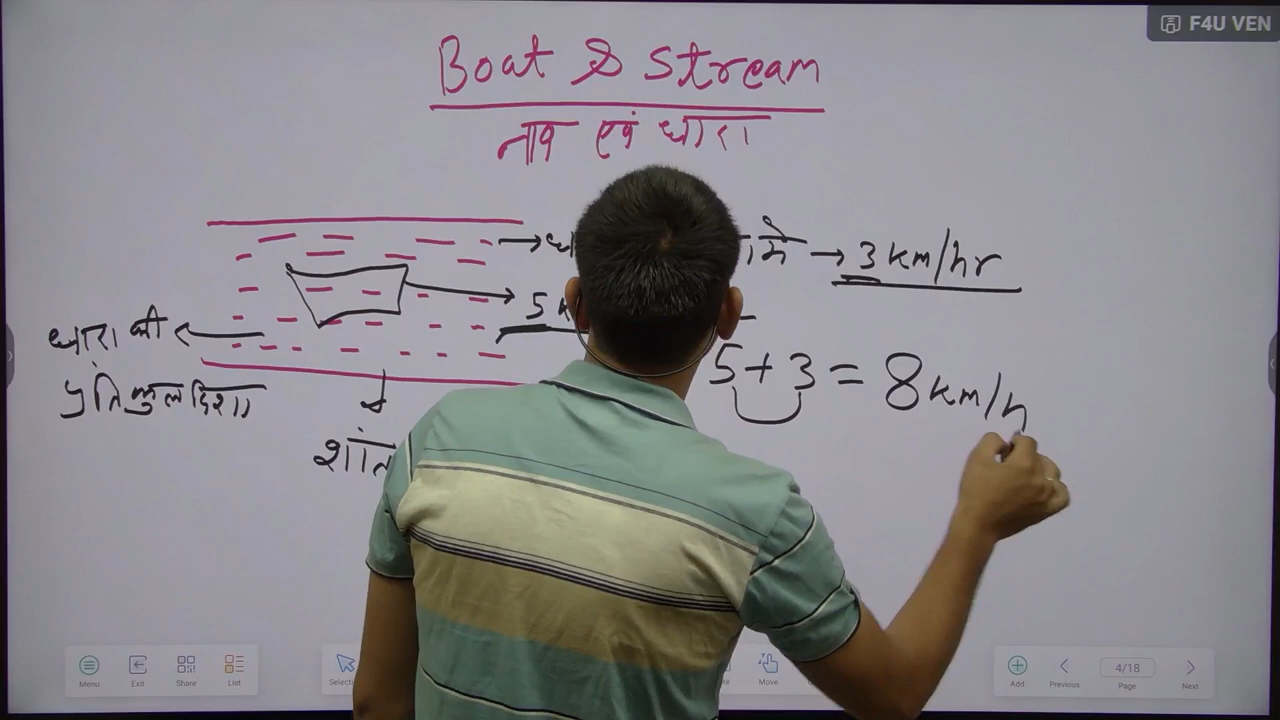 F4U VEN
Boat & Stream
नाव एवं धारा
→ 3 km/hr
5
धारा की
प्रतिकुल दिशा
5+3 = 8 km/h
शांत
Menu
Exit
Share
List
Move
Add
Previous
4/18
Page
Next